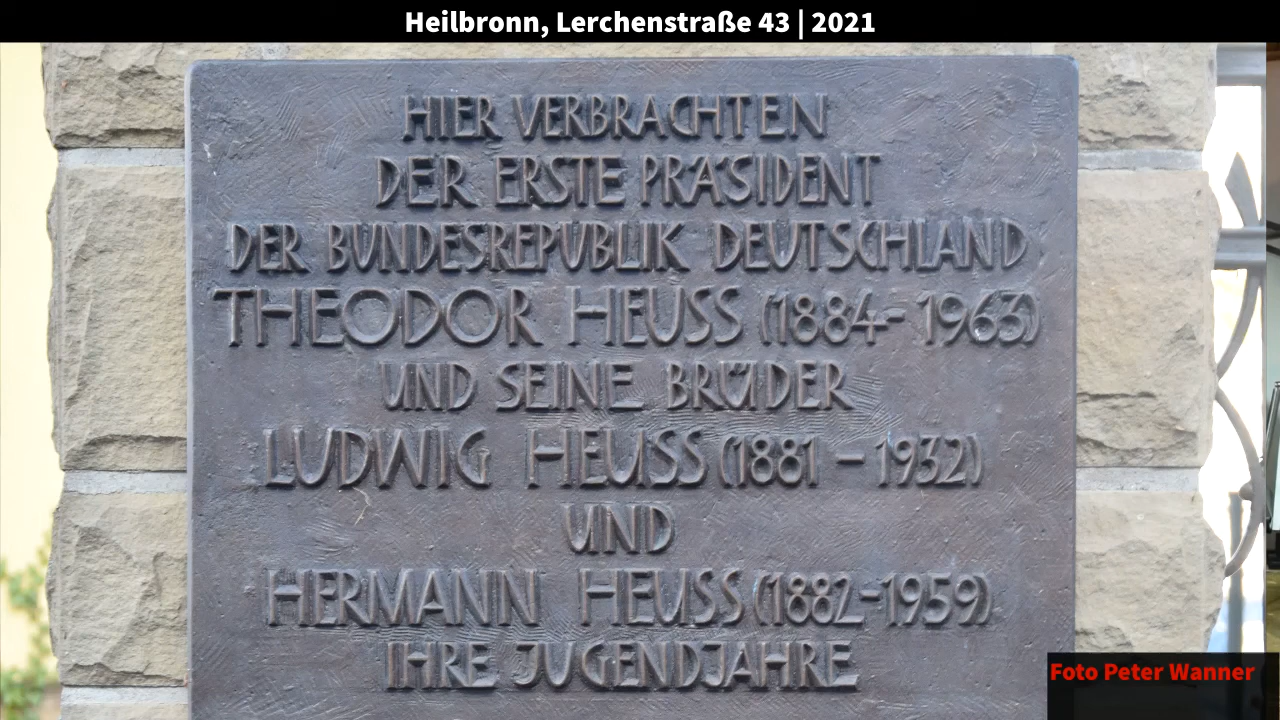 Heilbronn, Lerchenstraße 43 | 2021
HIER VERBRACHTEN
DER ERSTE PRÄSIDENT
DER BUNDESREPUBLIK DEUTSCHLAND
THEODOR HEUSS (1884-1963)
UND SEINE BRÜDER
LUDWIG HEUSS (1881-1932)
UND
HERMANN HEUSS (1882-1959)
IHRE JUGENDJAHRE
Foto Peter Wanner